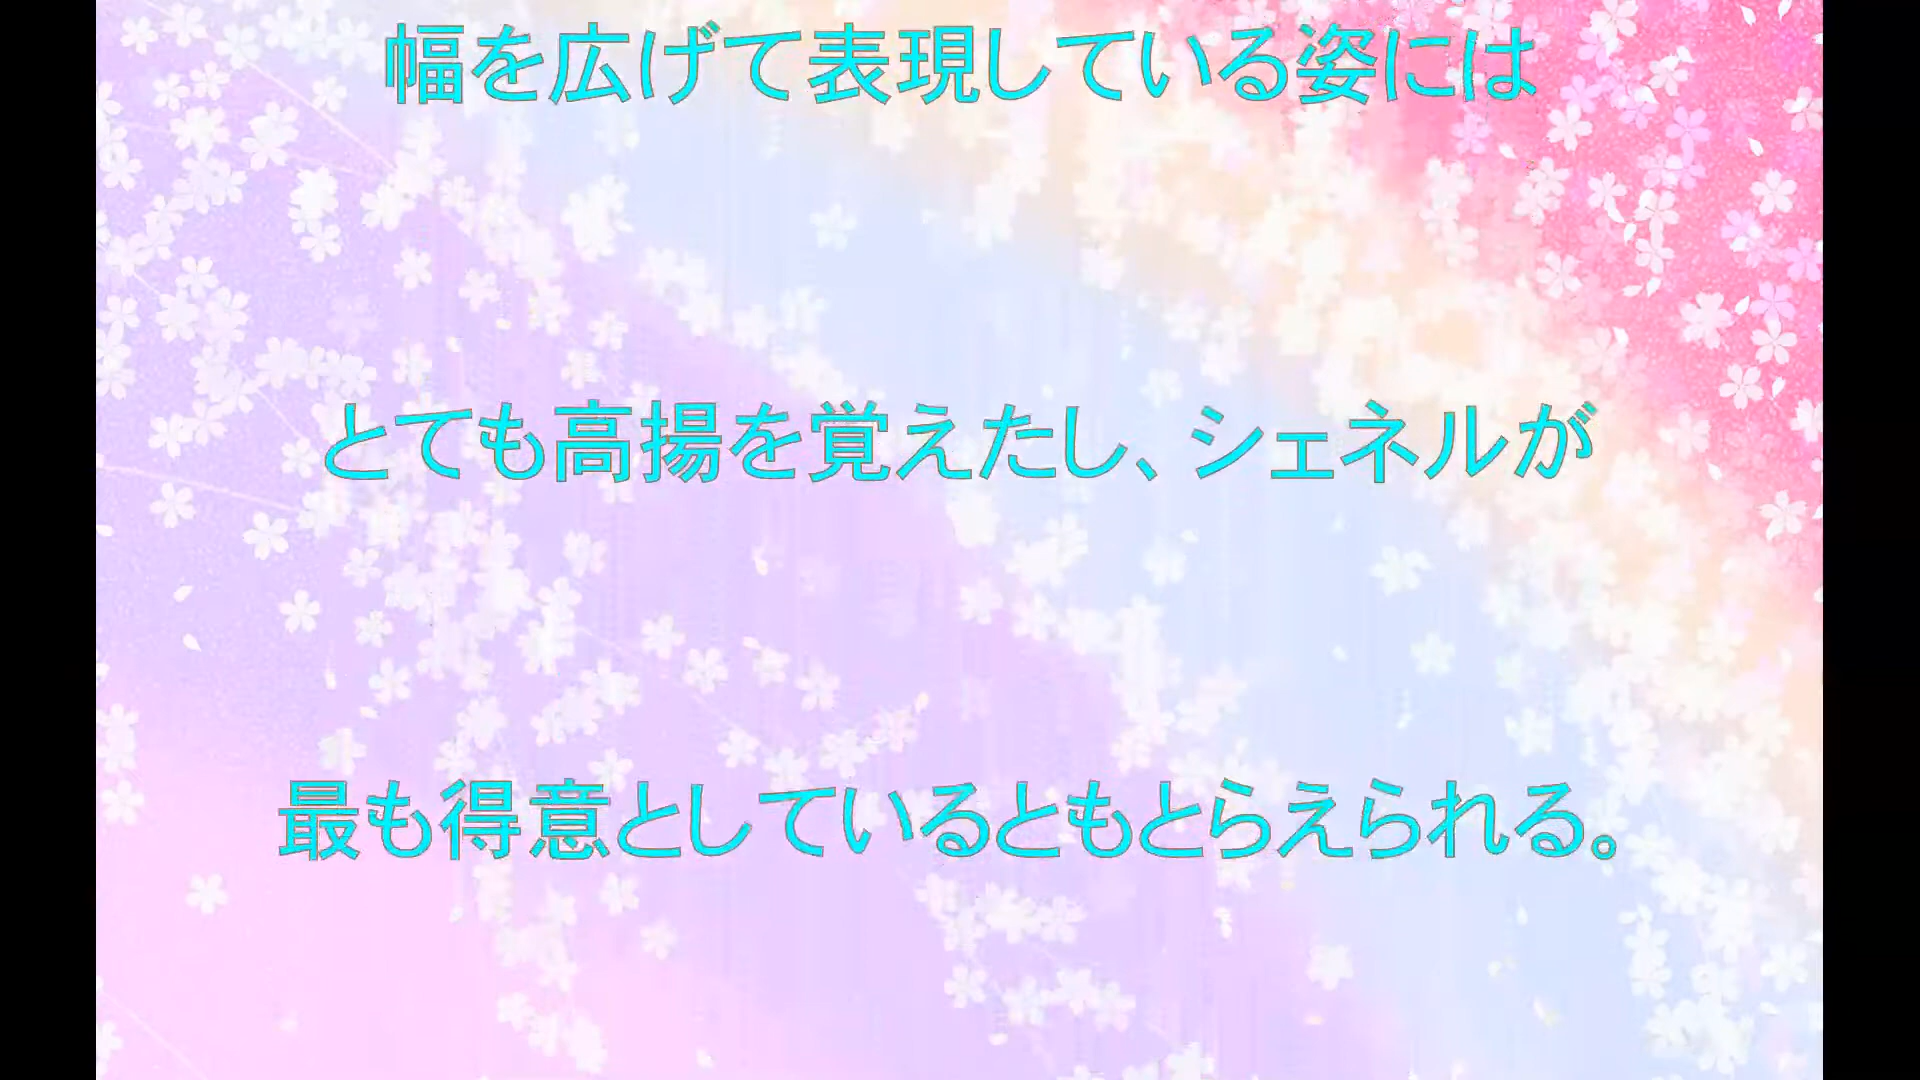 幅を広げて表現している姿には
とても高揚を覚えたし、シェネルが
最も得意としているともとらえられる。